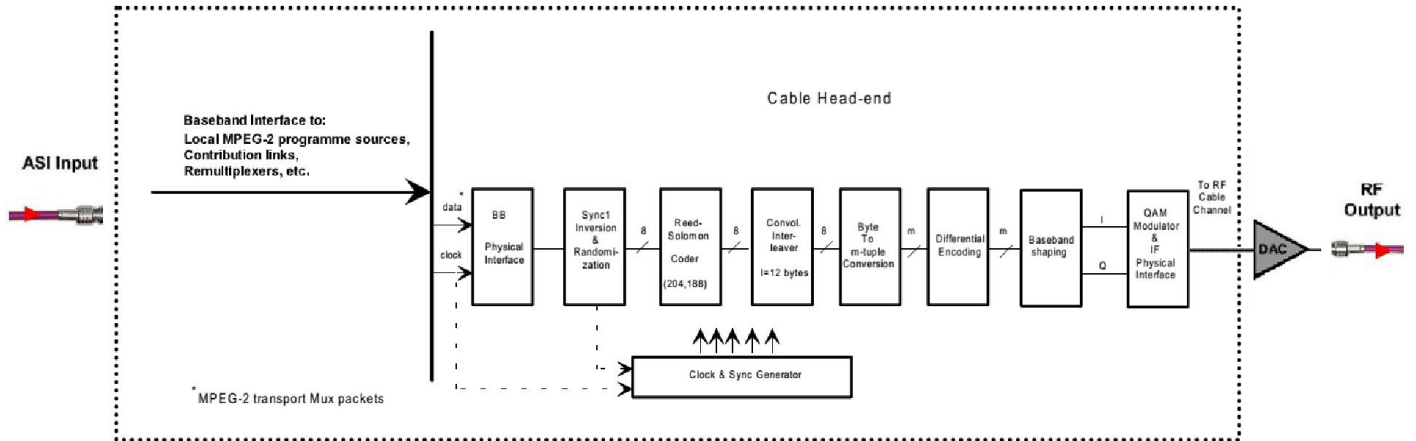 Cable Head-end
Baseband Interface to:
Local MPEG-2 programme sources,
Contribution links,
Remultiplexers, etc.
ASI Input
data
*
clock
BB
Physical
Interface
Sync1
Inversion
&
Randomi-
zation
8
Reed-
Solomon
Coder
(204,188)
8
Convol.
Inter-
leaver
I=12 bytes
8
Byte
To
m-tuple
Conversion
m
Differential
Encoding
m
Baseband
shaping
I
Q
QAM
Modulator
&
IF
Physical
Interface
To RF
Cable
Channel
DAC
RF
Output
Clock & Sync Generator
*MPEG-2 transport Mux packets